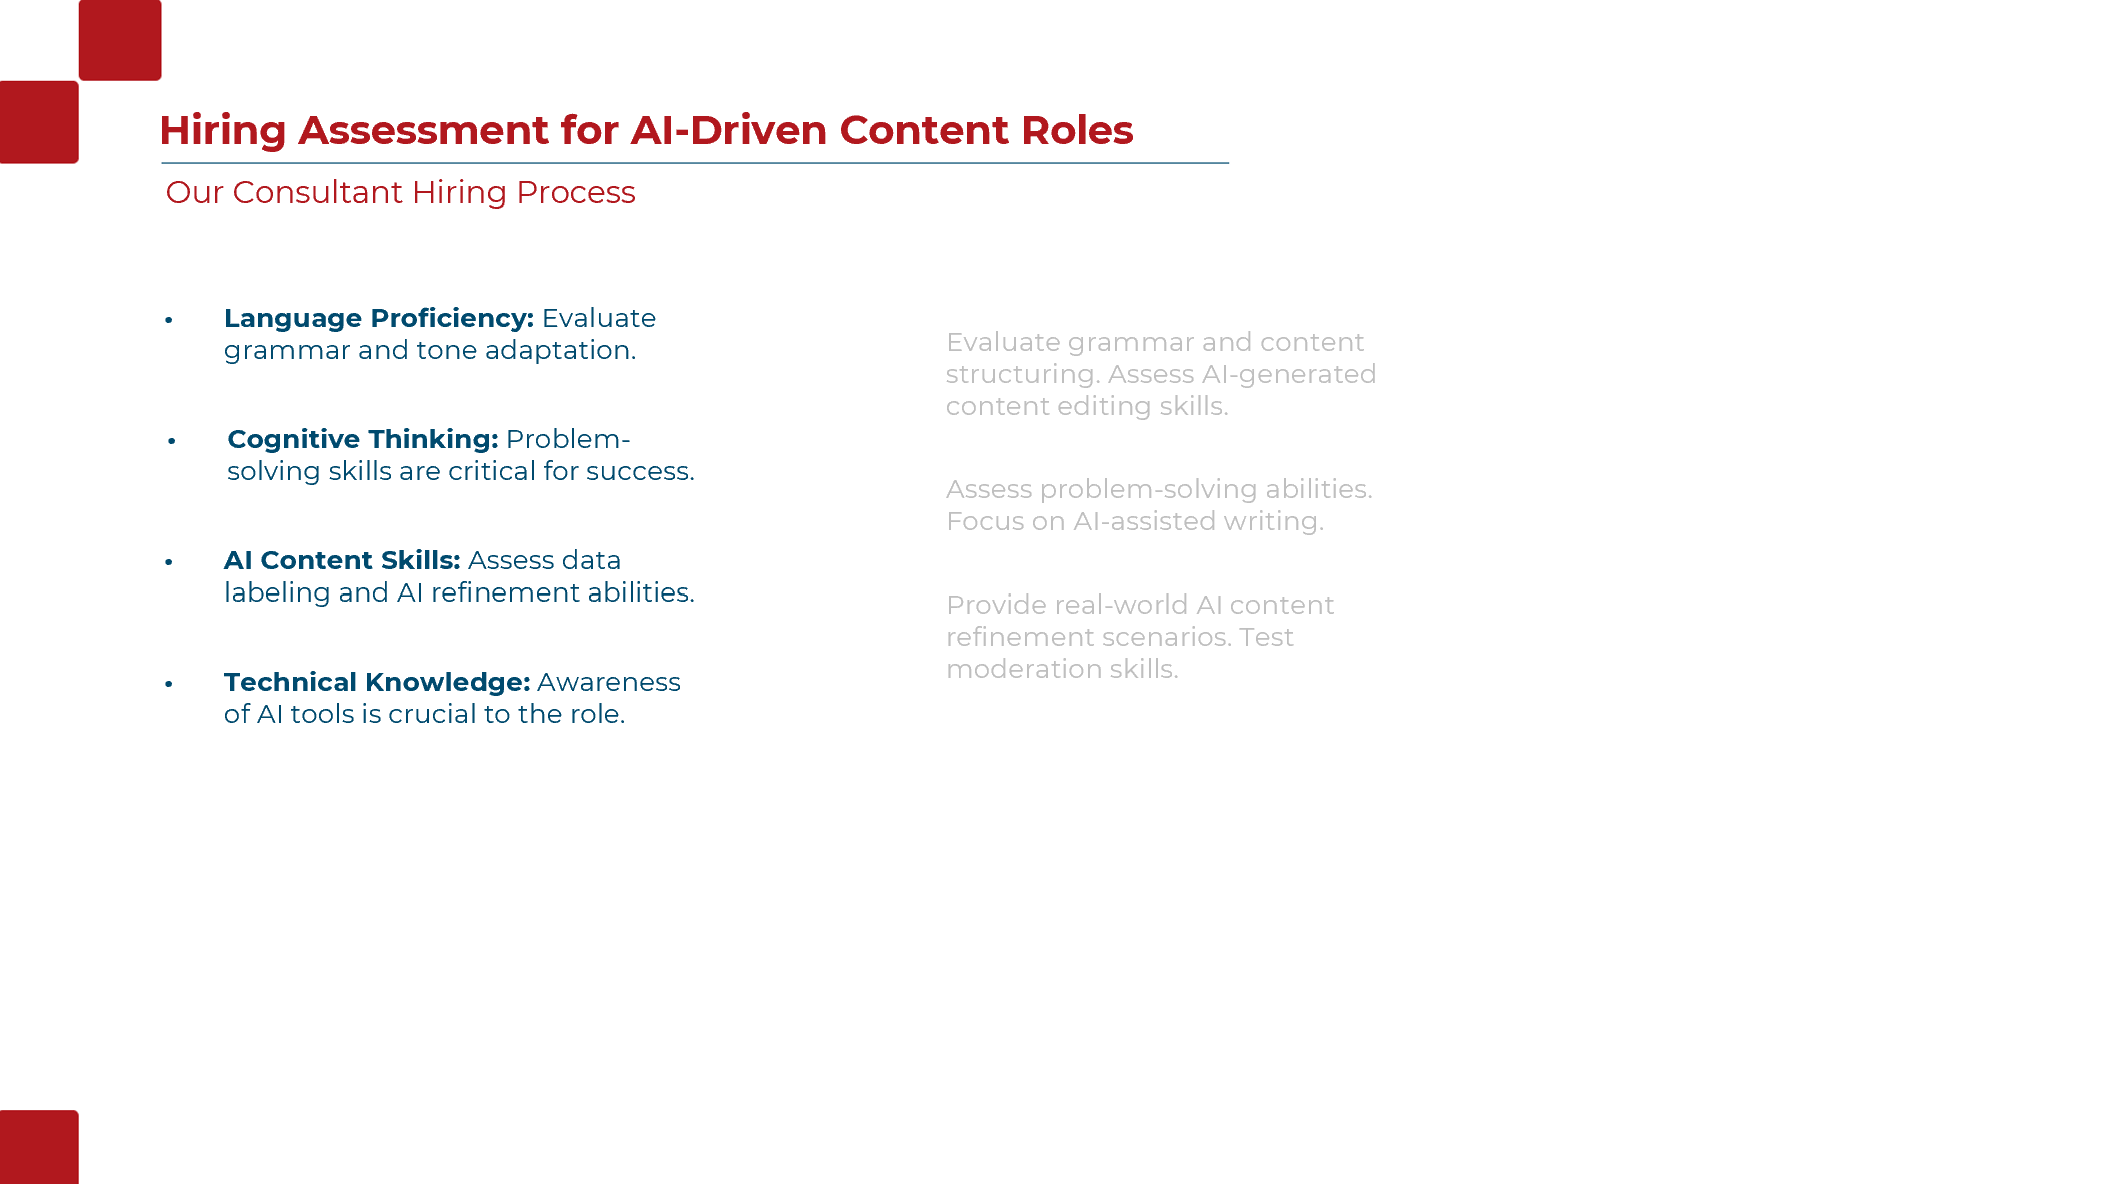 Hiring Assessment for AI-Driven Content Roles
Our Consultant Hiring Process
• Language Proficiency: Evaluate
grammar and tone adaptation.
• Cognitive Thinking: Problem-
solving skills are critical for success.
• AI Content Skills: Assess data
labeling and AI refinement abilities.
• Technical Knowledge: Awareness
of AI tools is crucial to the role.
Evaluate grammar and content
structuring. Assess AI-generated
content editing skills.
Assess problem-solving abilities.
Focus on AI-assisted writing.
Provide real-world AI content
refinement scenarios. Test
moderation skills.